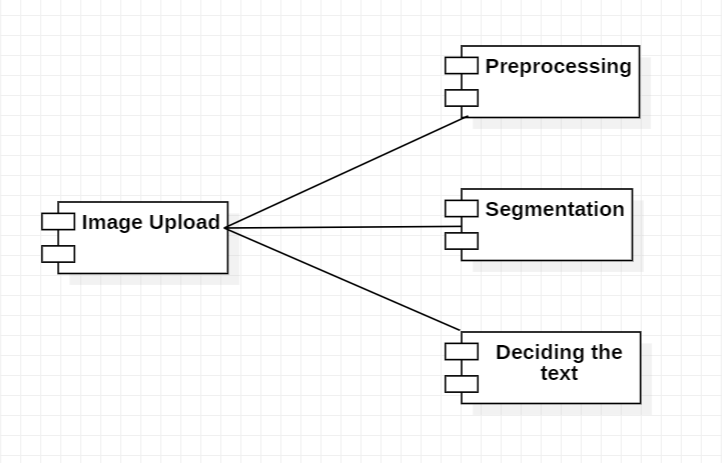 Preprocessing
Image Upload
Segmentation
Deciding the
text